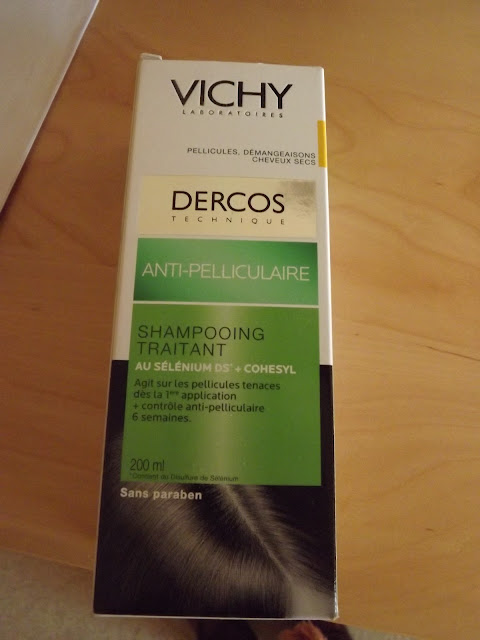 VICHY
LABORATOIRES
PELLICULES, DÉMANGEAISONS
CHEVEUX SECS
DERCOS
TECHNIQUE
ANTI-PELLICULAIRE
SHAMPOOING
TRAITANT
AU SÉLÉNIUM DS* + COHESYL
Agit sur les pellicules tenaces
dès la 1ère application
+ contrôle anti-pelliculaire
6 semaines.
200 ml
*Contient du Disulfure de Sélénium
Sans paraben